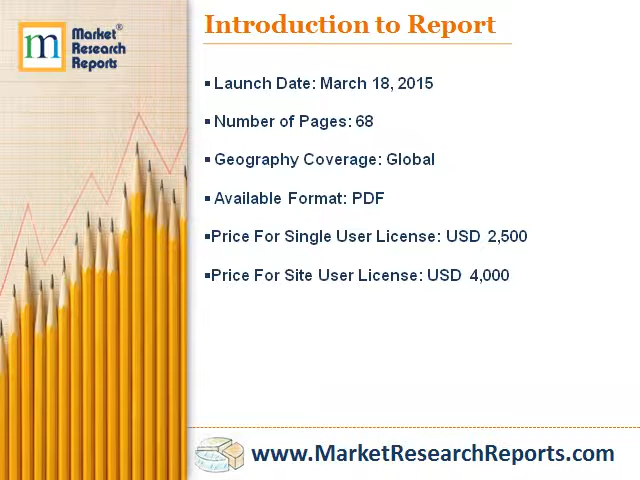 m
Market®
Research
Reports
Introduction to Report
▪ Launch Date: March 18, 2015
▪ Number of Pages: 68
▪ Geography Coverage: Global
▪ Available Format: PDF
▪Price For Single User License: USD 2,500
▪Price For Site User License: USD 4,000
www.MarketResearchReports.com